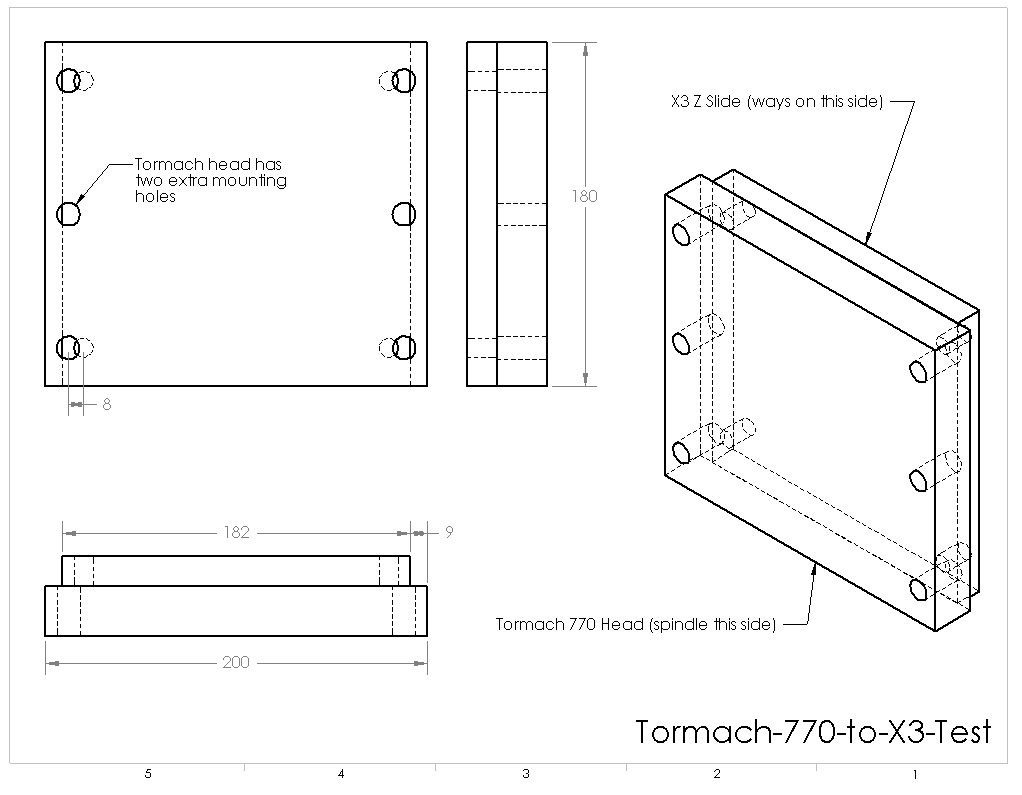 X3 Z Slide (ways on this side)
Tormach head has
two extra mounting
holes
180
8
182
9
200
Tormach 770 Head (spindle this side)
Tormach-770-to-X3-Test
5
4
3
2
1